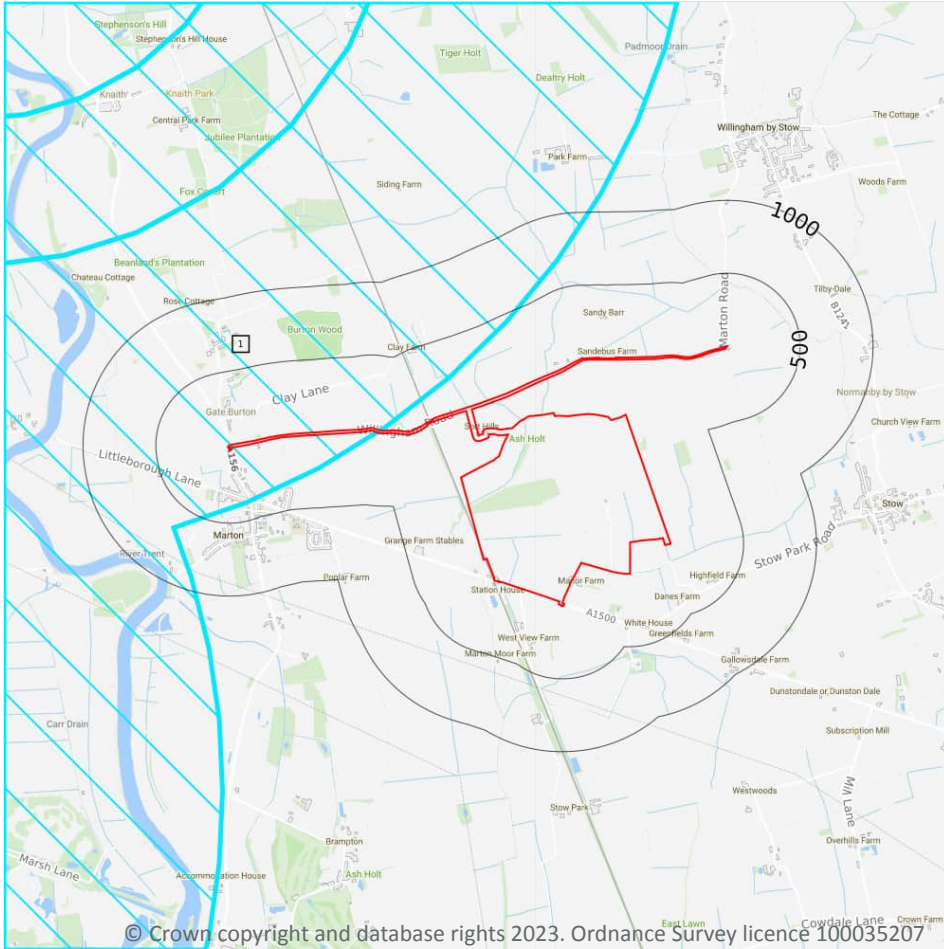 Stephenson's Hill
Stephenson's Hill House
Padmoor Drain
Tiger Holt
Dealtry Holt
Knaith
Knaith Park
Central Park Farm
The Cottage
Willingham by Stow
Jubilee Plantation
Park Farm
Siding Farm
Woods Farm
Fox Covert
1000
Beanland's Plantation
Chateau Cottage
Tilby Dale
Rose Cottage
B1241
Marton Road
Sandy Barr
Burton Wood
1
Clay Farm
500
Sandebus Farm
Clay Lane
Normanby by Stow
Gate Burton
Willingham Road
Church View Farm
Ash Holt
Littleborough Lane
156
Stow
Marton
Grange Farm Stables
Stow Park Road
River Trent
Poplar Farm
Manor Farm
Highfield Farm
Station House
Danes Farm
A1500
White House
Greenfields Farm
West View Farm
Marton Moor Farm
Gallowsdale Farm
Dunstondale or Dunston Dale
Carr Drain
Subscription Mill
Westwoods
Mill Lane
Stow Park
Brampton
Overhills Farm
Marsh Lane
Ash Holt
Accommodation House
East Lawn
Cowdale Lane
Crown Farm
© Crown copyright and database rights 2023. Ordnance Survey licence 100035207